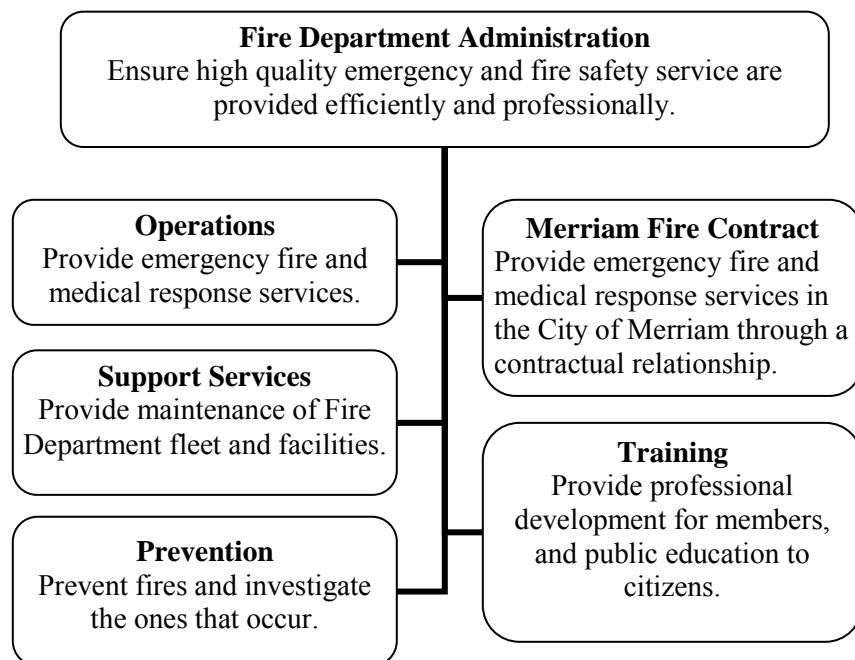 Fire Department Administration
Ensure high quality emergency and fire safety service are
provided efficiently and professionally.
Operations
Provide emergency fire and
medical response services.
Merriam Fire Contract
Provide emergency fire and
medical response services in
the City of Merriam through a
contractual relationship.
Support Services
Provide maintenance of Fire
Department fleet and facilities.
Training
Provide professional
development for members,
and public education to
citizens.
Prevention
Prevent fires and investigate
the ones that occur.